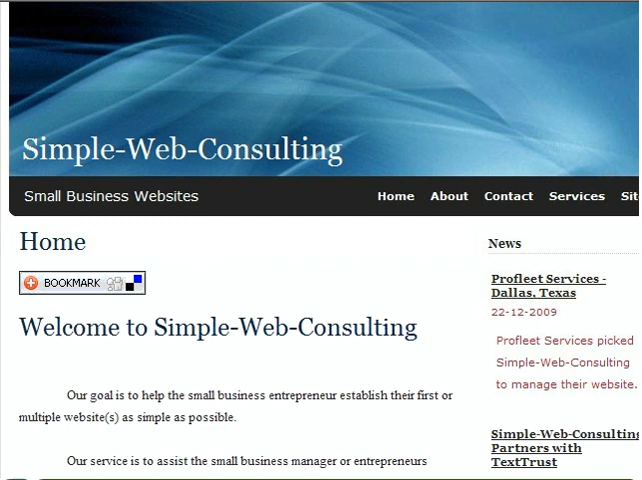 Simple-Web-Consulting
Small Business Websites
Home About Contact Services
Home
BOOKMARK
Welcome to Simple-Web-Consulting
Our goal is to help the small business entrepreneur establish their first or
multiple website(s) as simple as possible.
Our service is to assist the small business manager or entrepreneurs
News
Profleet Services -
Dallas, Texas
22-12-2009
Profleet Services picked
Simple-Web-Consulting
to manage their website.
Simple-Web-Consulting
Partners with
TextTrust